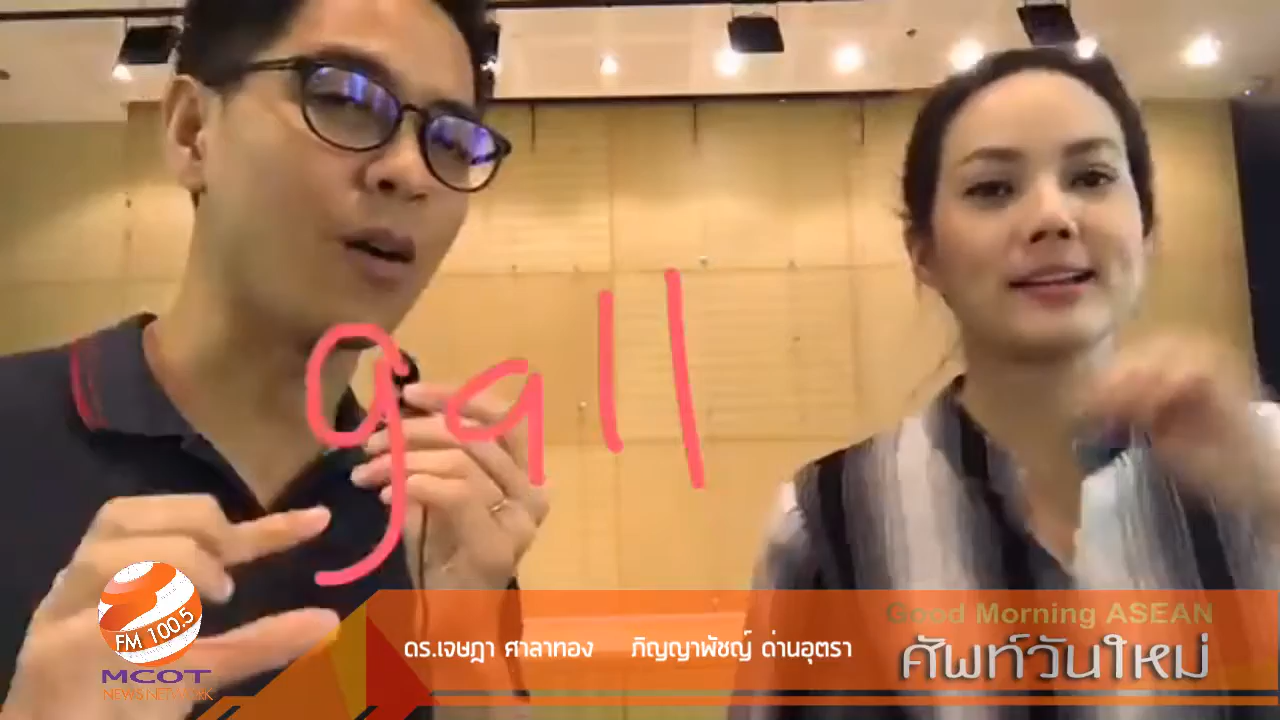 gall
FM 100.5
MCOT
NEWS NETWORK
ดร.เจษฎา ศาลาทอง ภิญญาพัชญ์ ด่านอุตรา
Good Morning ASEAN
ศัพท์วันใหม่